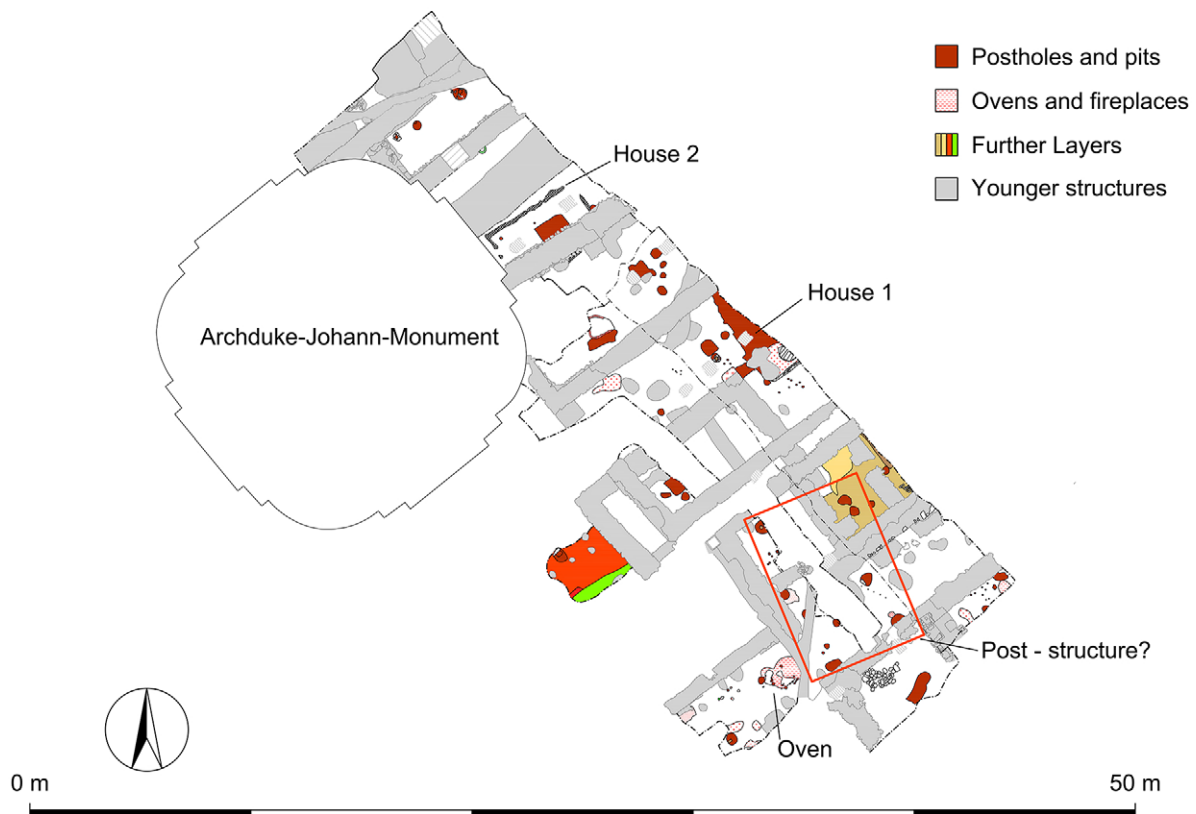 Postholes and pits
Ovens and fireplaces
House 2
Further Layers
Younger structures
House 1
Archduke-Johann-Monument
Post - structure?
Oven
0 m
50 m